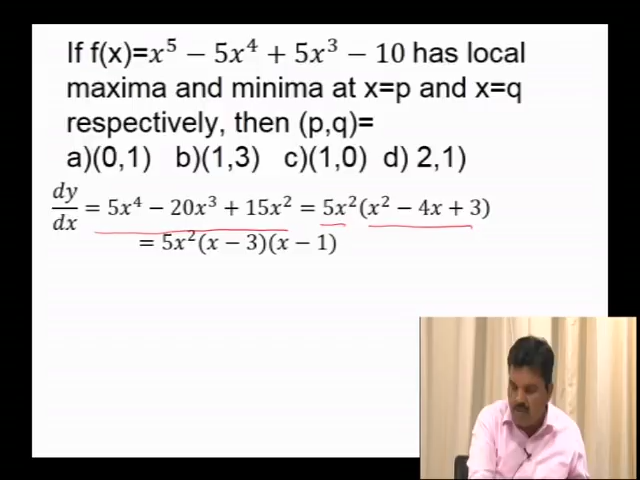 If f(x)=x⁵ − 5x⁴ + 5x³ − 10 has local
maxima and minima at x=p and x=q
respectively, then (p,q)=
a)(0,1) b)(1,3) c)(1,0) d) 2,1)
dy/dx = 5x⁴ − 20x³ + 15x² = 5x²(x² − 4x + 3)
= 5x²(x − 3)(x − 1)